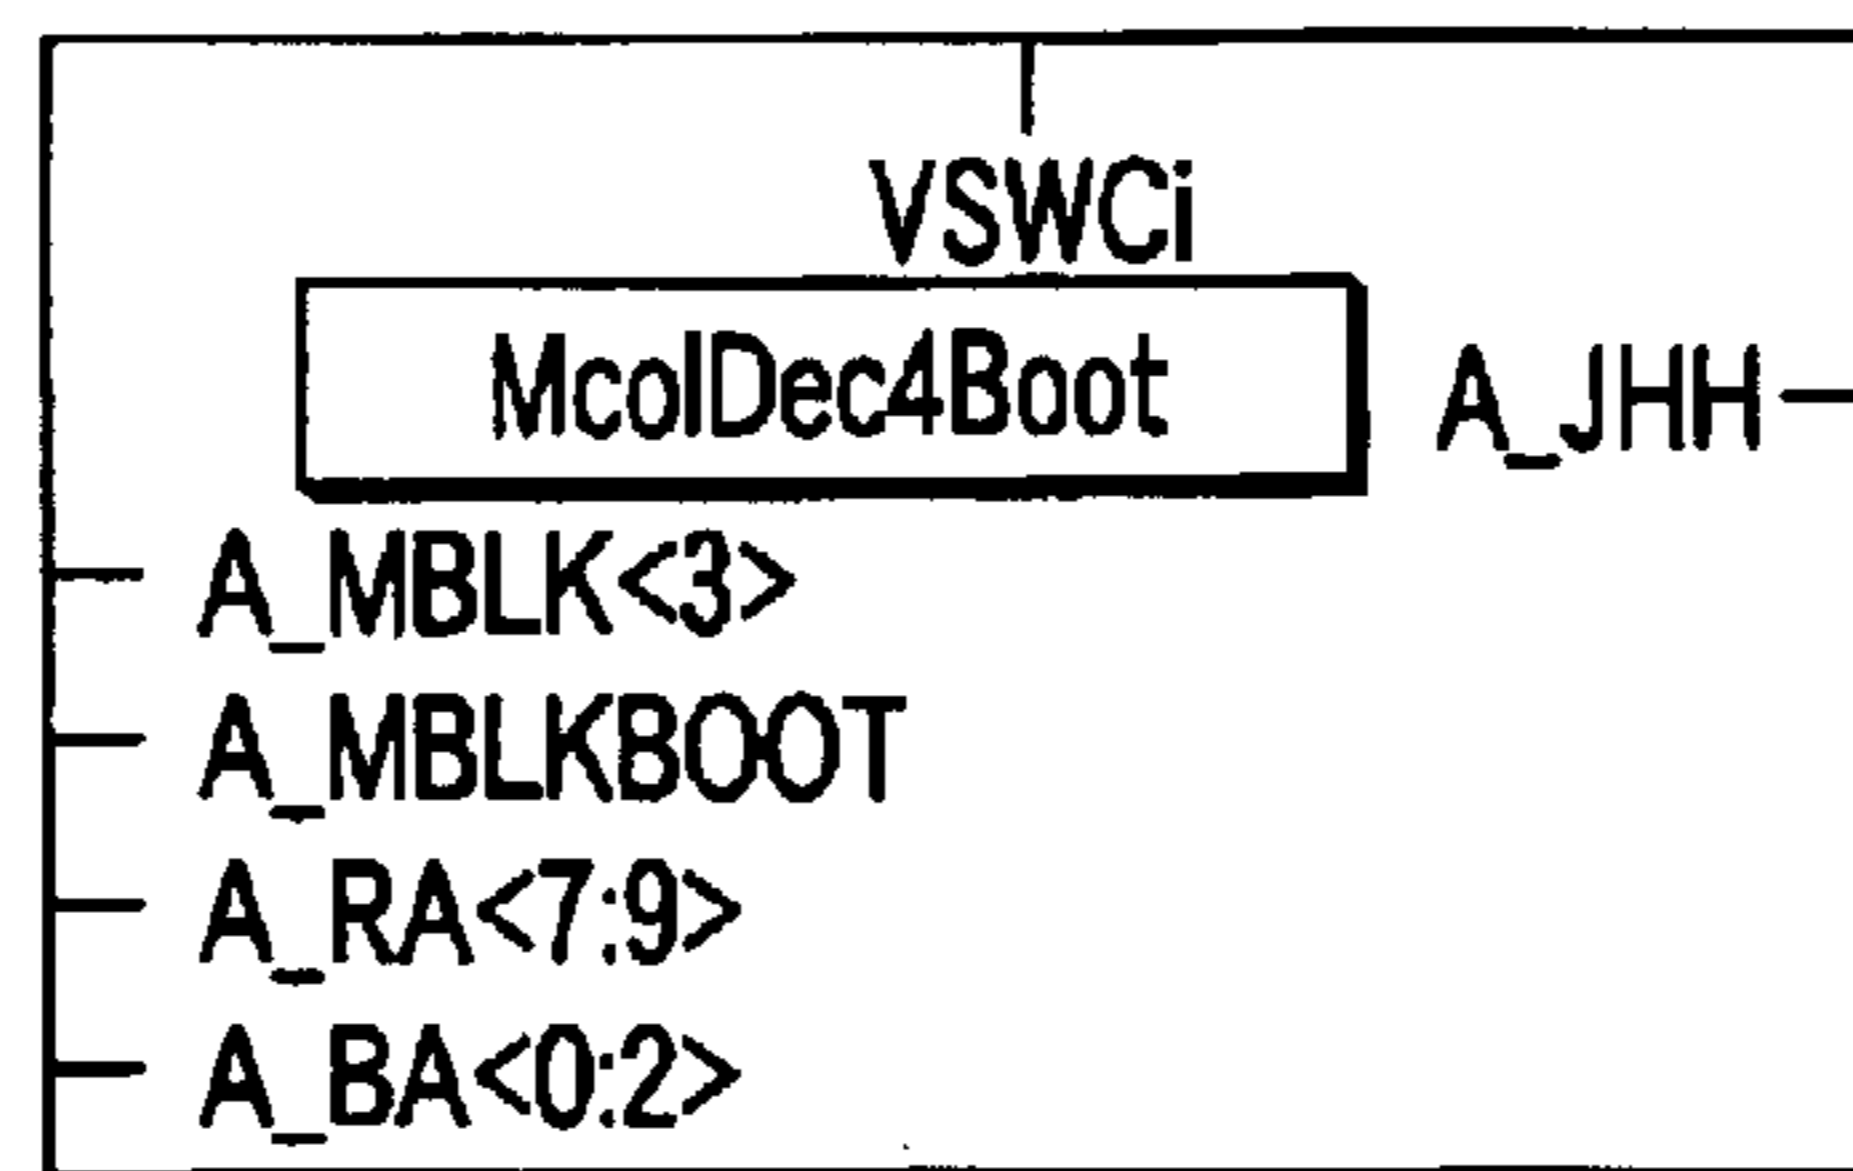 VSWCi
McolDec4Boot
A_JHH
A_MBLK<3>
A_MBLKBOOT
A_RA<7:9>
A_BA<0:2>